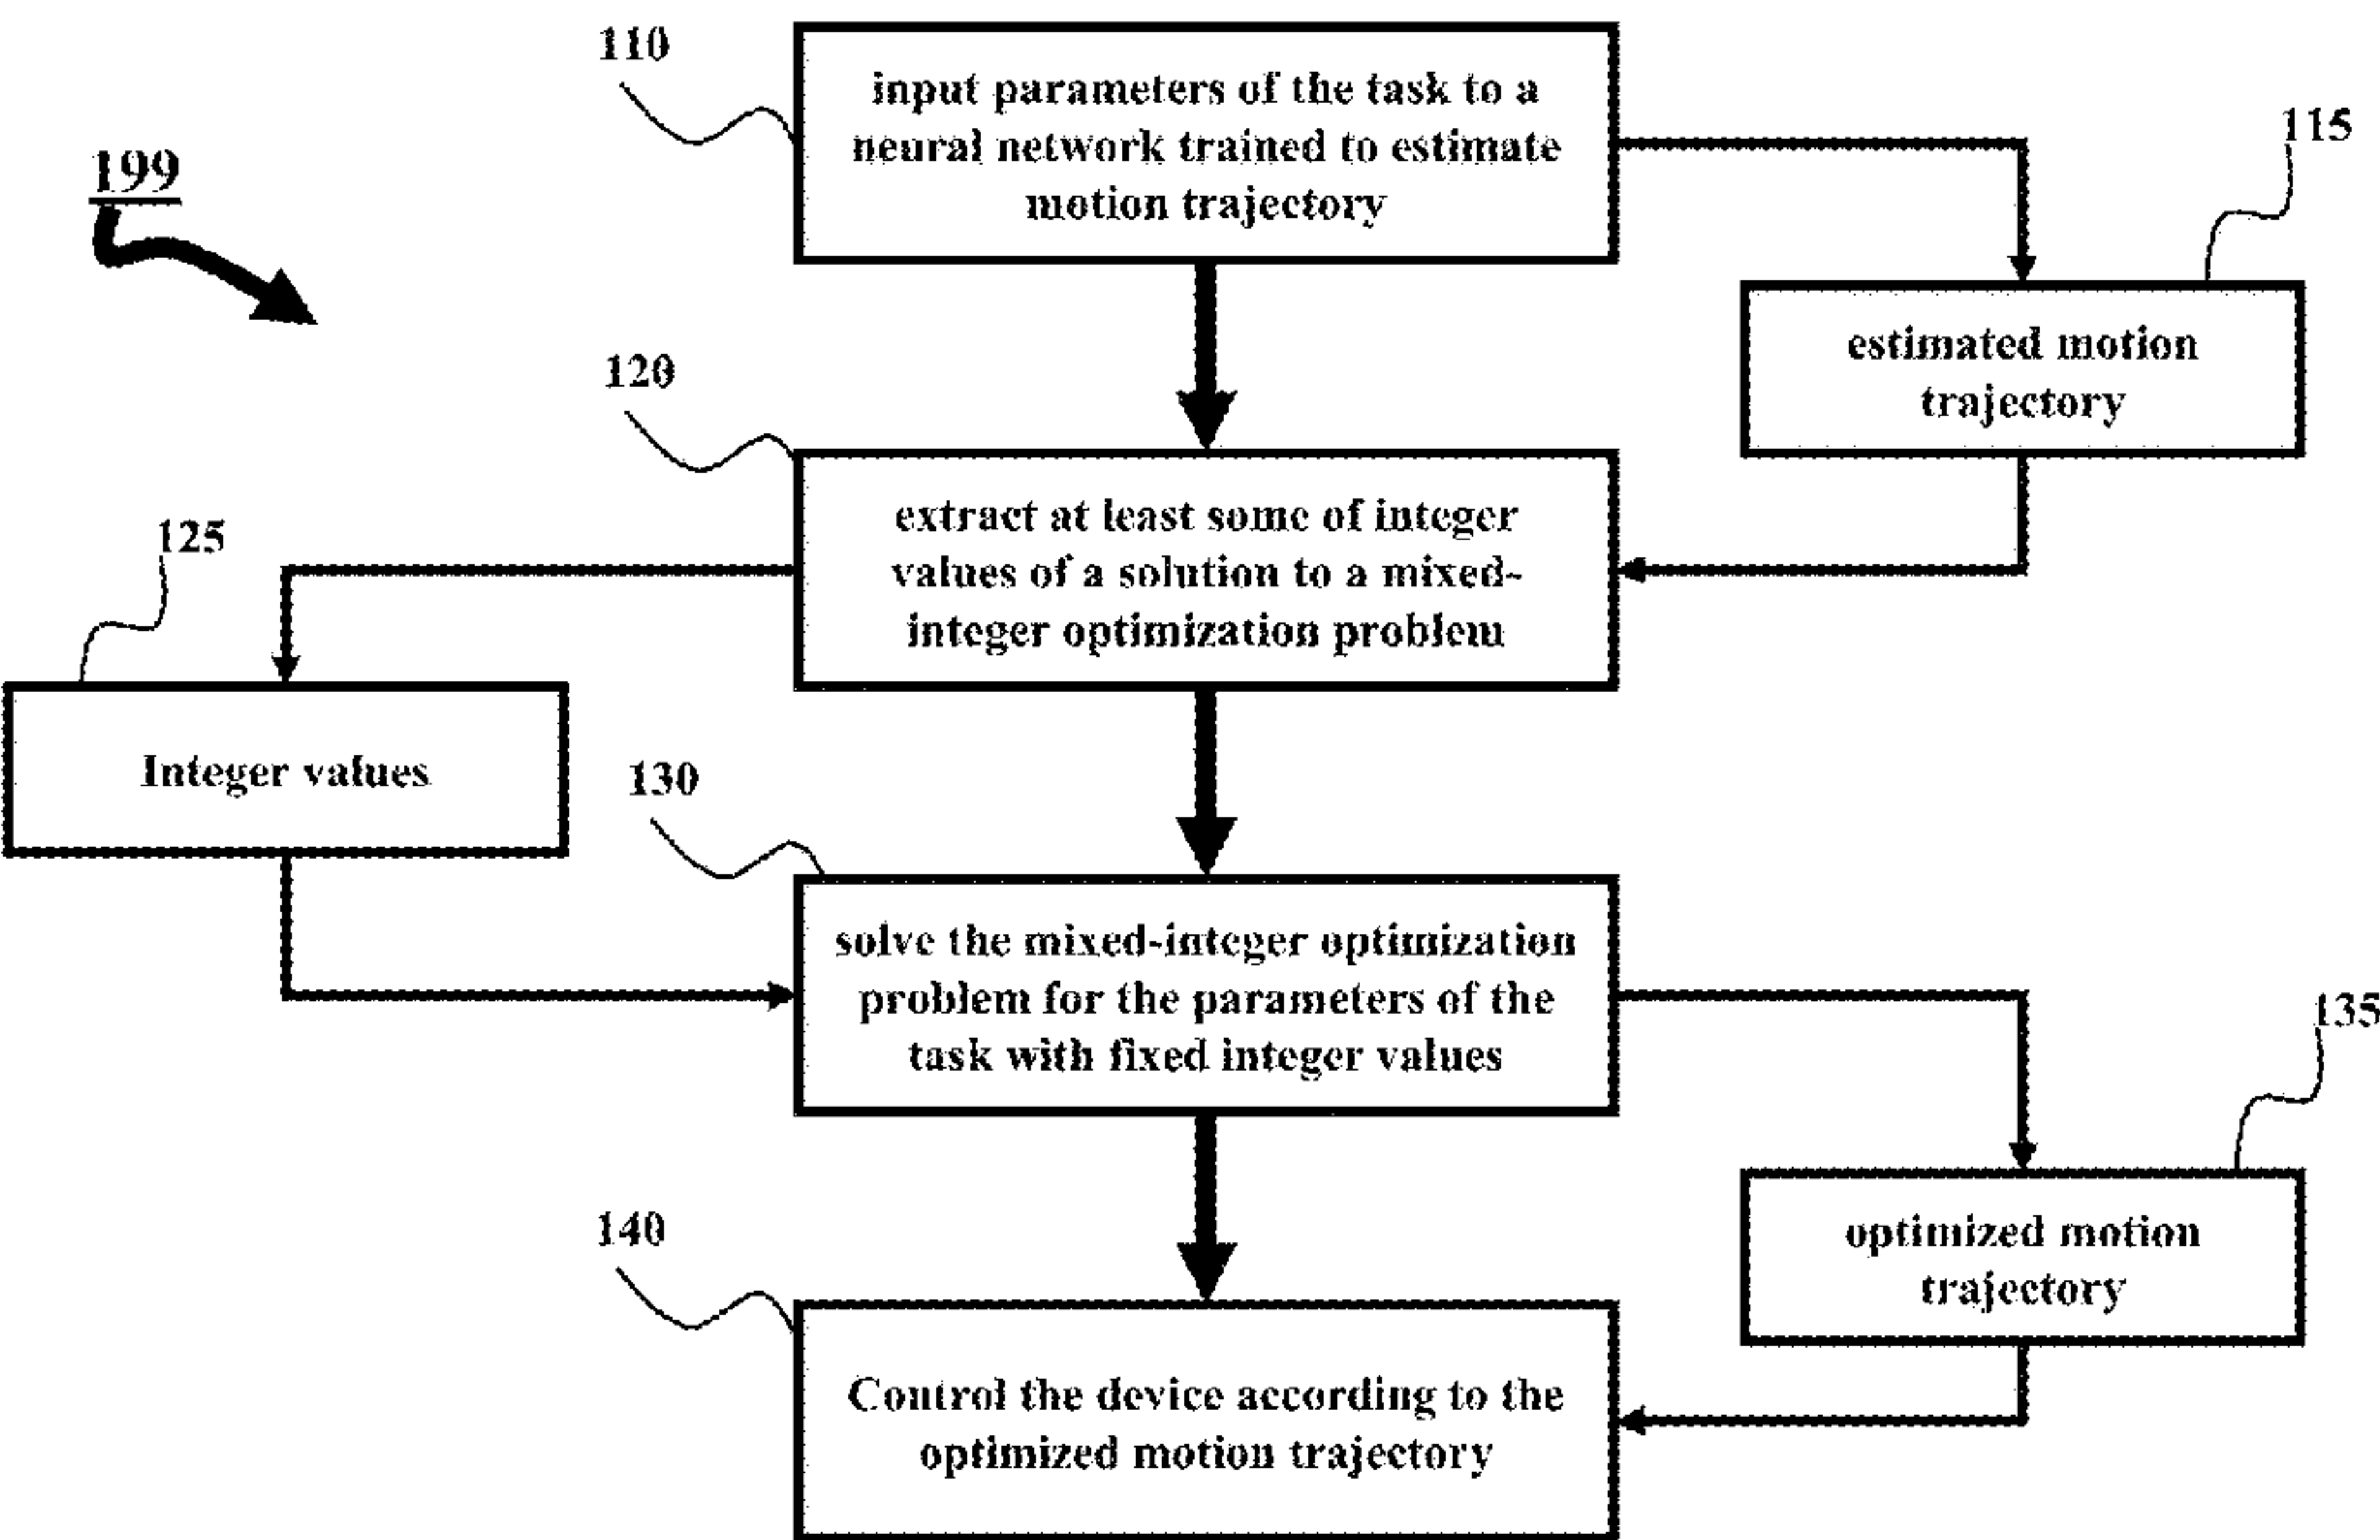 110
input parameters of the task to a
neural network trained to estimate
motion trajectory
115
199
estimated motion
trajectory
120
extract at least some of integer
values of a solution to a mixed-
integer optimization problem
125
Integer values
130
solve the mixed-integer optimization
problem for the parameters of the
task with fixed integer values
135
optimized motion
trajectory
140
Control the device according to the
optimized motion trajectory